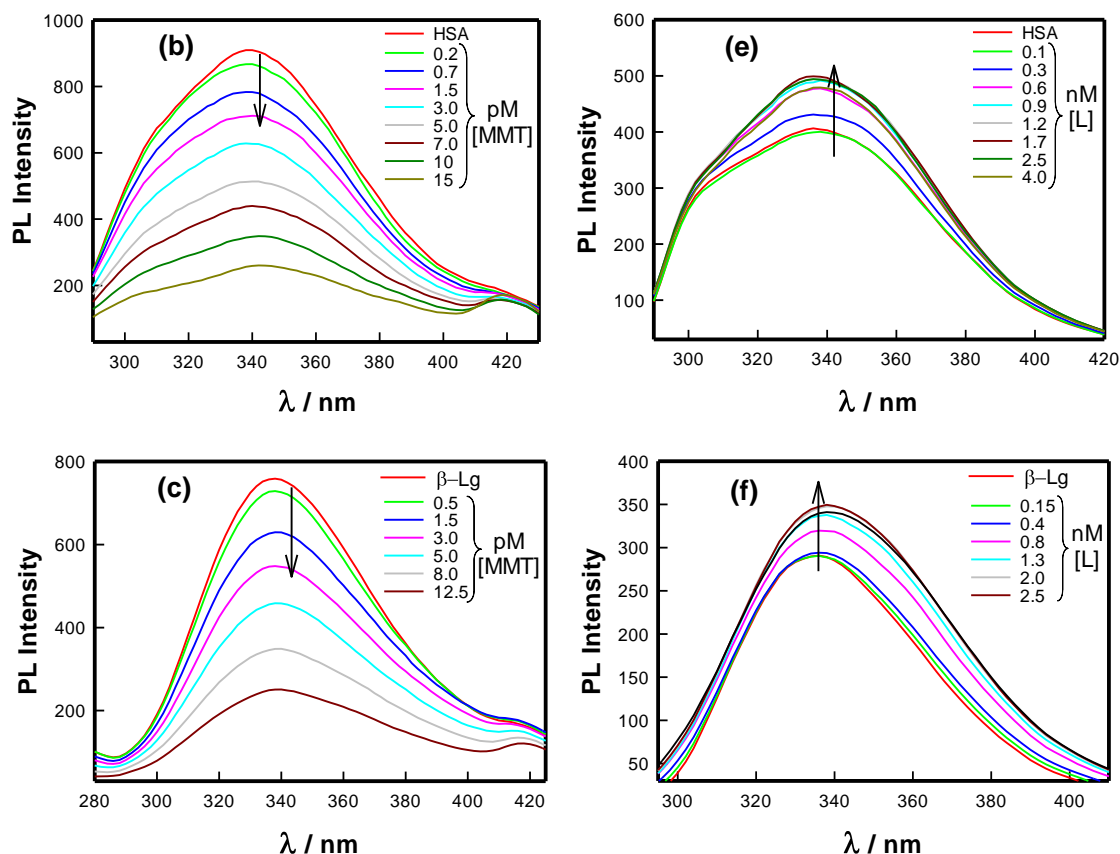 (b)
1000
800
600
400
200
PL Intensity
HSA
0.2
0.7
1.5
3.0
5.0
7.0
10
15
pM
[MMT]
300 320 340 360 380 400 420
λ / nm
(e)
600
500
400
300
200
100
PL Intensity
HSA
0.1
0.3
0.6
0.9
1.2
1.7
2.5
4.0
nM
[L]
300 320 340 360 380 400 420
λ / nm
(c)
800
600
400
200
PL Intensity
β–Lg
0.5
1.5
3.0
5.0
8.0
12.5
pM
[MMT]
280 300 320 340 360 380 400 420
λ / nm
(f)
400
350
300
250
200
150
100
50
PL Intensity
β–Lg
0.15
0.4
0.8
1.3
2.0
2.5
nM
[L]
300 320 340 360 380 400
λ / nm